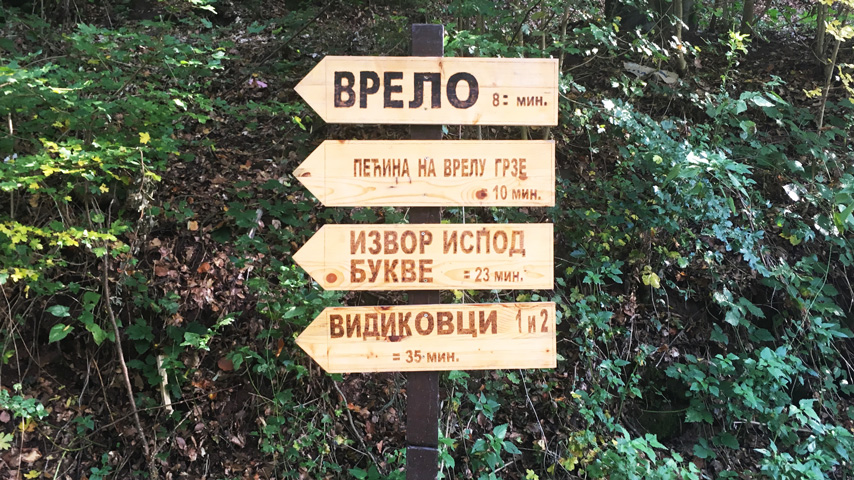 ВРЕЛО 8= мин.
ПЕЋИНА НА ВРЕЛУ ГРЗЕ
= 10 мин.
ИЗВОР ИСПОД
БУКВЕ = 23 мин.
ВИДИКОВЦИ 1 и 2
= 35 мин.